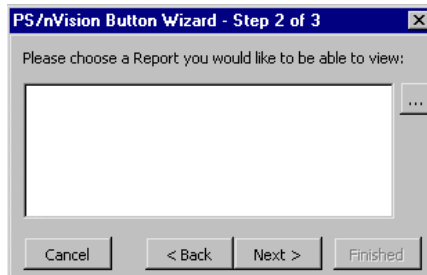 PS/nVision Button Wizard - Step 2 of 3
Please choose a Report you would like to be able to view:
...
Cancel
< Back
Next >
Finished